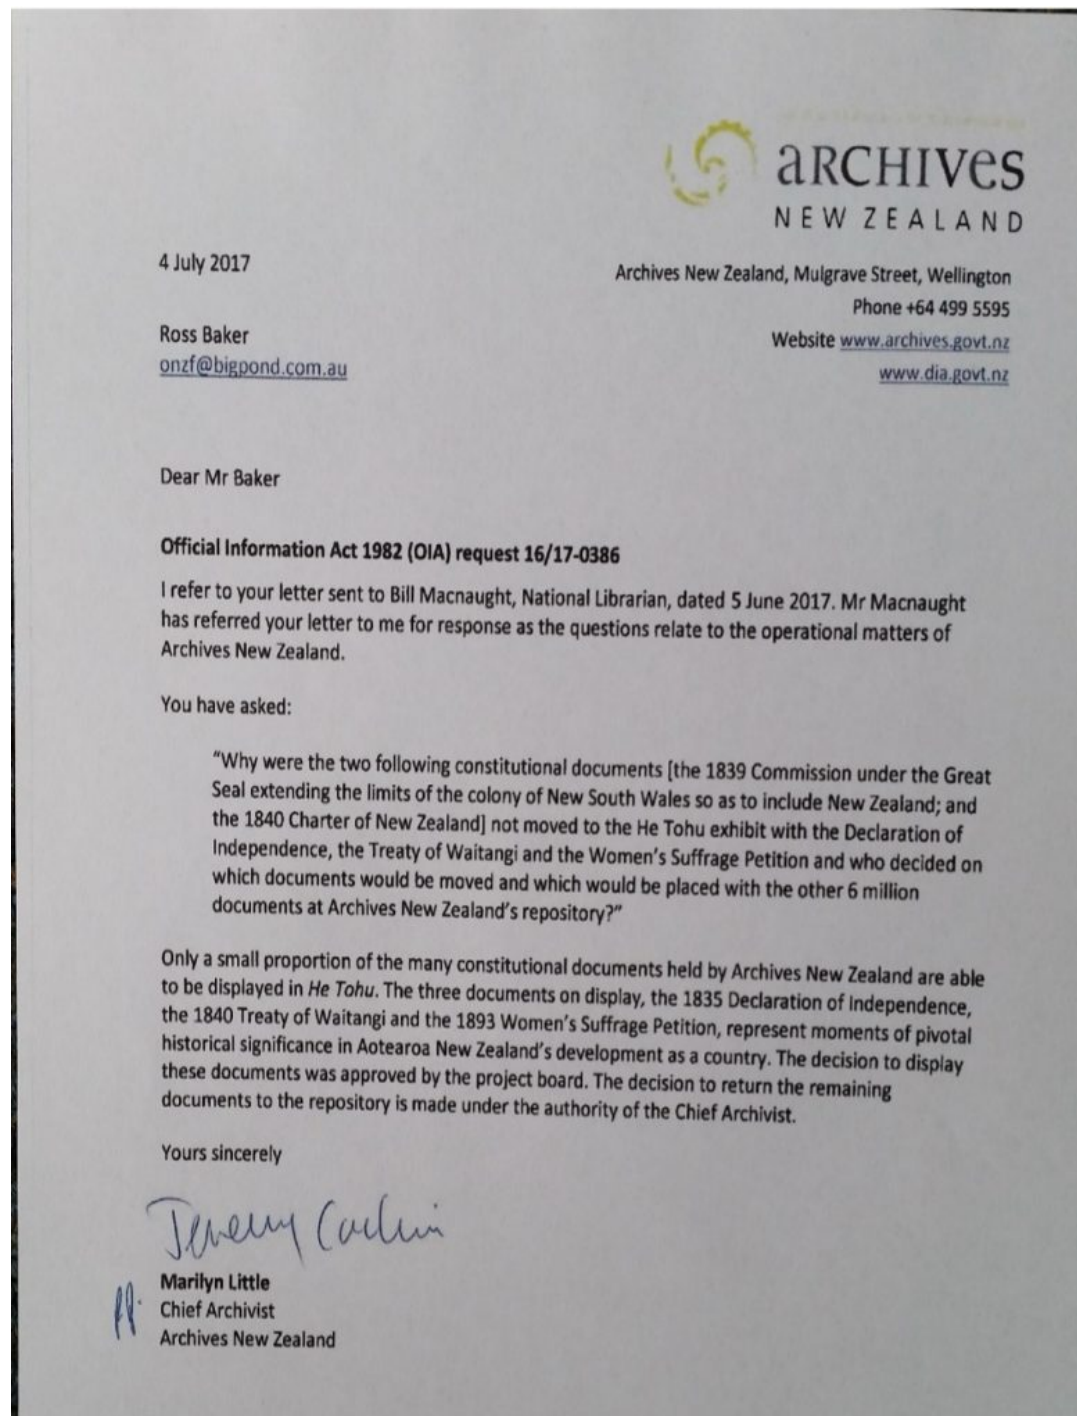 aRCHIVes
NEW ZEALAND
4 July 2017
Archives New Zealand, Mulgrave Street, Wellington
Phone +64 499 5595
Ross Baker
Website www.archives.govt.nz
onzf@bigpond.com.au
www.dia.govt.nz
Dear Mr Baker
Official Information Act 1982 (OIA) request 16/17-0386
I refer to your letter sent to Bill Macnaught, National Librarian, dated 5 June 2017. Mr Macnaught
has referred your letter to me for response as the questions relate to the operational matters of
Archives New Zealand.
You have asked:
"Why were the two following constitutional documents [the 1839 Commission under the Great
Seal extending the limits of the colony of New South Wales so as to include New Zealand; and
the 1840 Charter of New Zealand] not moved to the He Tohu exhibit with the Declaration of
Independence, the Treaty of Waitangi and the Women's Suffrage Petition and who decided on
which documents would be moved and which would be placed with the other 6 million
documents at Archives New Zealand's repository?"
Only a small proportion of the many constitutional documents held by Archives New Zealand are able
to be displayed in He Tohu. The three documents on display, the 1835 Declaration of Independence,
the 1840 Treaty of Waitangi and the 1893 Women's Suffrage Petition, represent moments of pivotal
historical significance in Aotearoa New Zealand's development as a country. The decision to display
these documents was approved by the project board. The decision to return the remaining
documents to the repository is made under the authority of the Chief Archivist.
Yours sincerely
Jeremy
Marilyn Little
pp.
Chief Archivist
Archives New Zealand